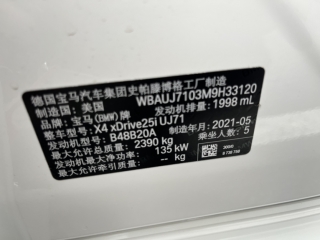 德国宝马汽车集团史帕滕博格工厂制造
制造国：美国 WBAUJ7103M9H33120
品牌：宝马(BMW)牌 发动机排量：1998 mL
整车型号：X4 xDrive25i UJ71
发动机型号：B48B20A 制造年月：2021-05
最大允许总质量：2390 kg 乘坐人数：5
发动机最大净功率：135 kW
最大允许牵引质量：-- kg